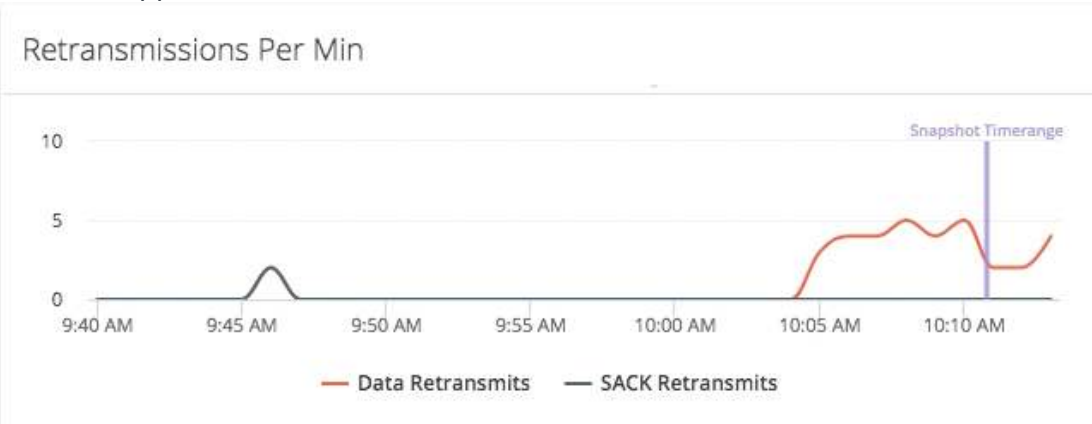 Retransmissions Per Min
Snapshot Timerange
10
5
0
9:40 AM 9:45 AM 9:50 AM 9:55 AM 10:00 AM 10:05 AM 10:10 AM
Data Retransmits SACK Retransmits